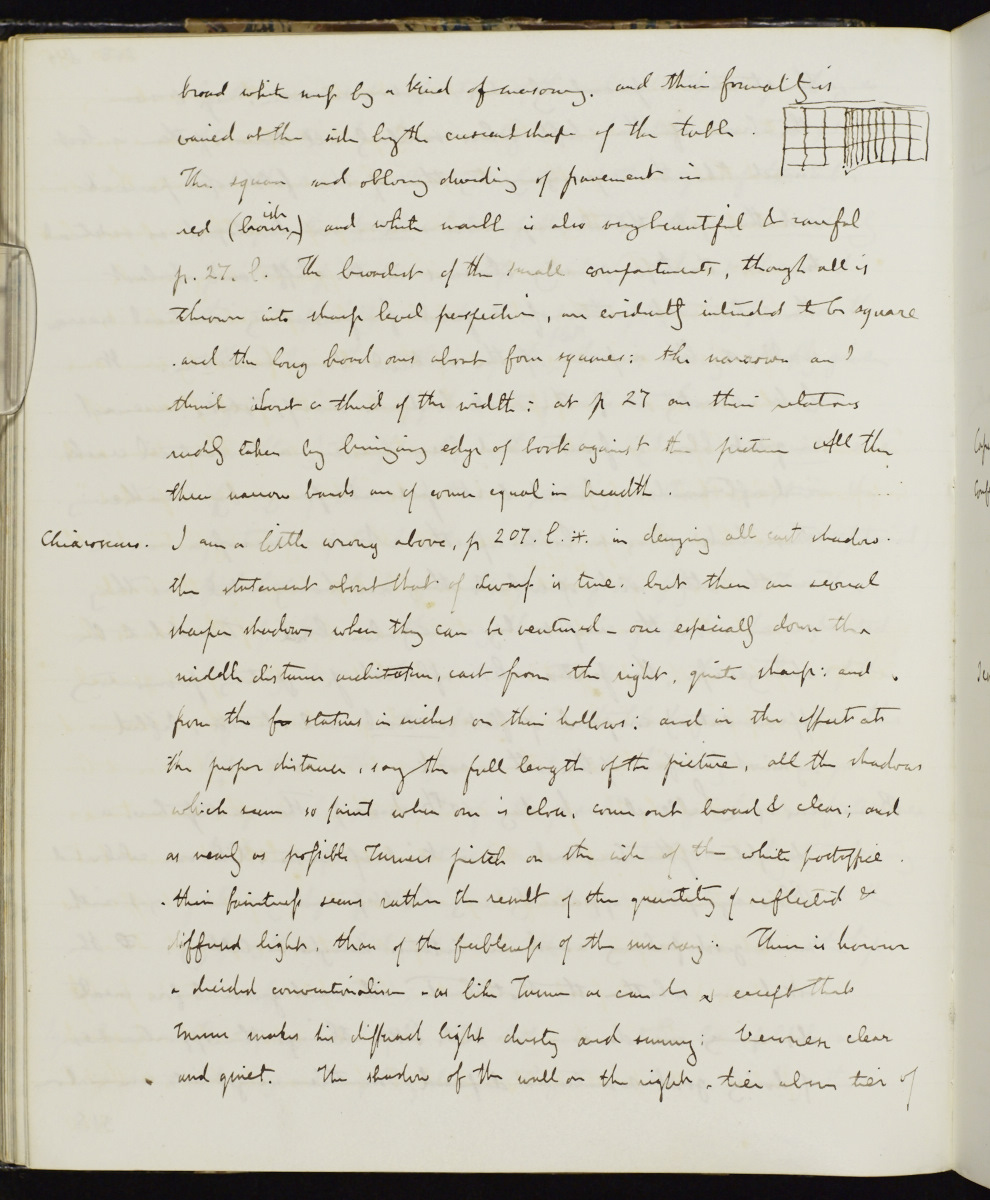 broad white map by a kind of measoning. and their formality is
varied at the side by the crescent shape of the table.
The square and oblong dividing of pavement in
red (brownish) and white marble is also very beautiful & careful
p. 27. l. The broadest of the small compartments, though all is
thrown into sharp level perspective, are evidently intended to be square
and the long broad ones about four squares: the narrower are I
think about a third of the width: at p 27 are their relations
rudely taken by bringing edge of book against the picture All the
three narrow bands are of course equal in breadth.
Chiaroscuro. I am a little wrong above, p 207. l. in denying all cast shadows.
the statement about that of dwarf is true. but there are several
sharper shadows when they can be ventured - one especially down the
middle distance architecture, cast from the right, quite sharp: and
from the fo statues in niches on their hollows: and in the effect at
the proper distance, say the full length of the picture, all the shadows
which seem so faint when one is close, come out broad & clear; and
as nearly as possible Turners pitch on the side of the white postoffice.
their faintness seems rather the result of the quantity of reflected &
diffused light, than of the feebleness of the sun ray: There is however
a decided conventionalism - as like Turner as can be except that
Turner makes his diffused light dusty and sunny; Veronese clear
and quiet. The shadow of the wall on the right, tier above tier of